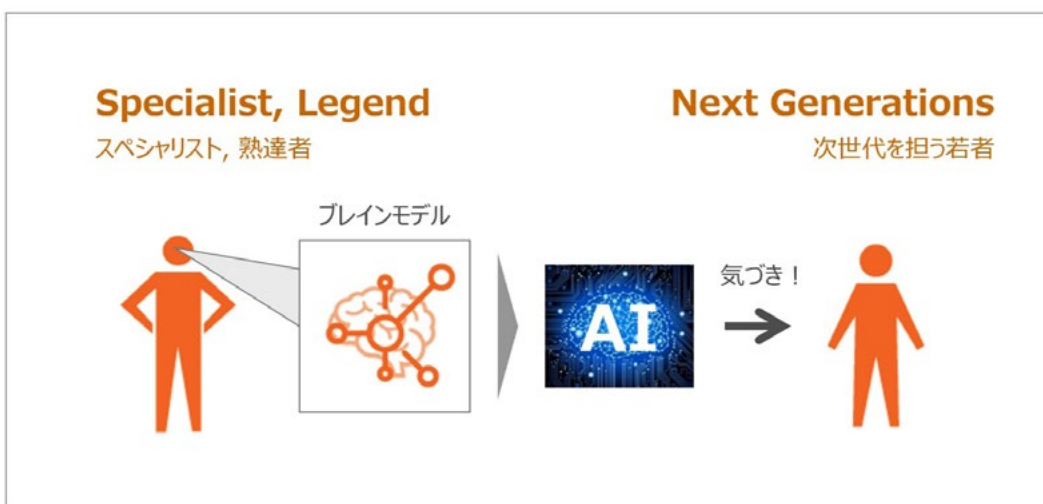 Specialist, Legend
スペシャリスト, 熟達者
Next Generations
次世代を担う若者
ブレインモデル
AI
気づき！